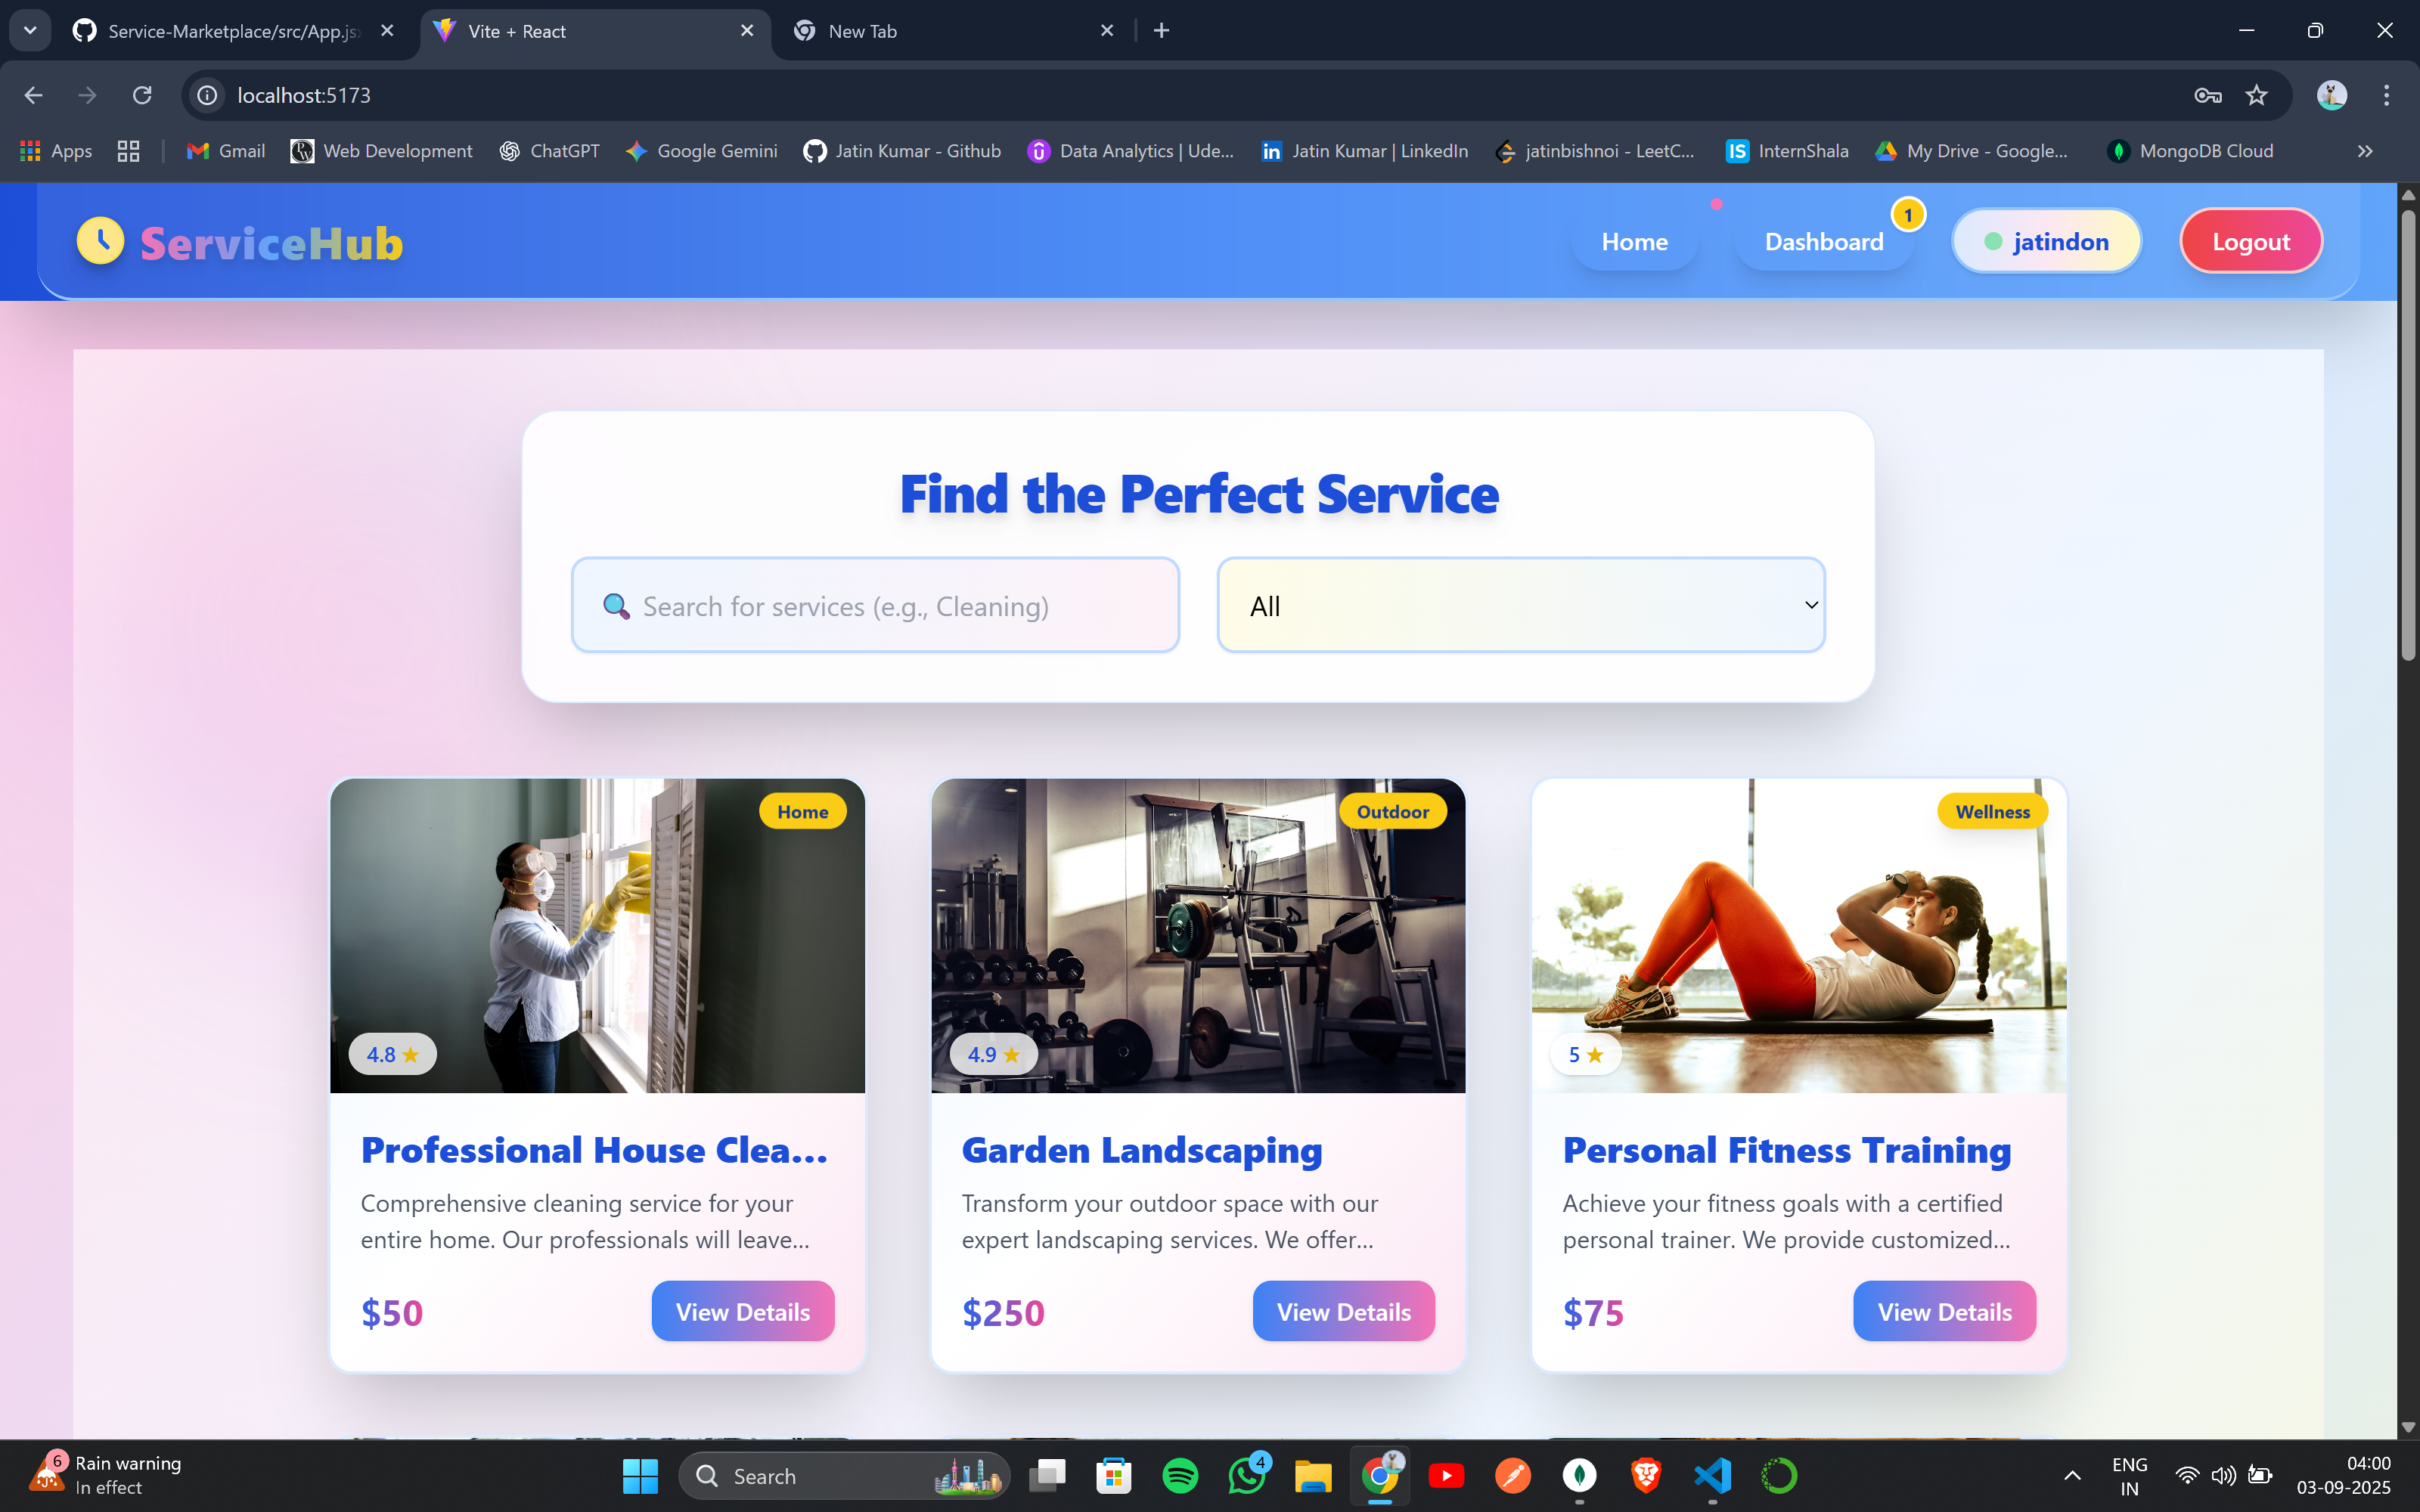 Service-Marketplace/src/App.js
Vite + React
New Tab
localhost:5173
Apps
Gmail
Web Development
ChatGPT
Google Gemini
Jatin Kumar - Github
Data Analytics | Ude...
Jatin Kumar | LinkedIn
jatinbishnoi - LeetC...
IS InternShala
My Drive - Google...
MongoDB Cloud
ServiceHub
Home
Dashboard
1
jatindon
Logout
Find the Perfect Service
Search for services (e.g., Cleaning)
All
Home
4.8
Professional House Clea...
Comprehensive cleaning service for your
entire home. Our professionals will leave...
$50
View Details
Outdoor
4.9
Garden Landscaping
Transform your outdoor space with our
expert landscaping services. We offer...
$250
View Details
Wellness
5
Personal Fitness Training
Achieve your fitness goals with a certified
personal trainer. We provide customized...
$75
View Details
6
Rain warning
In effect
Search
4
ENG
IN
04:00
03-09-2025